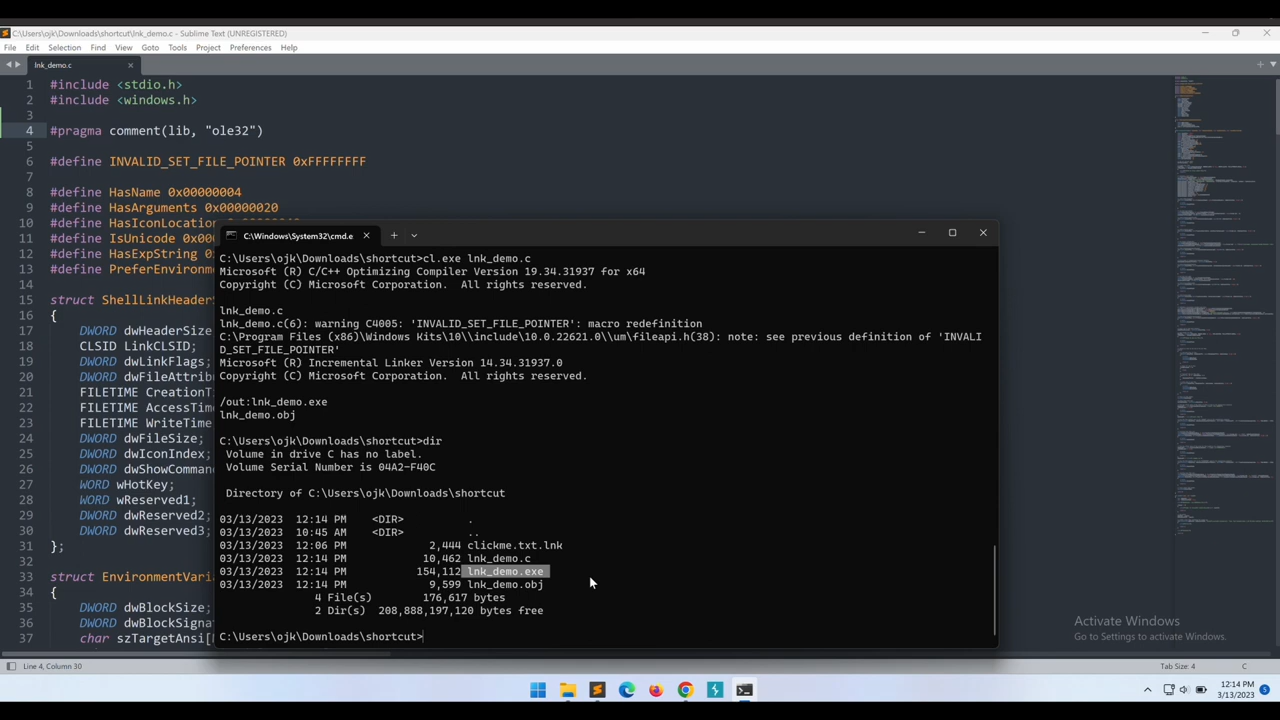 C:\Users\ojk\Downloads\shortcut\lnk_demo.c - Sublime Text (UNREGISTERED)
File Edit Selection Find View Goto Tools Project Preferences Help
lnk_demo.c
1 #include <stdio.h>
2 #include <windows.h>
3
4 #pragma comment(lib, "ole32")
5
6 #define INVALID_SET_FILE_POINTER 0xFFFFFFFF
7
8 #define HasName 0x00000004
9 #define HasArguments 0x00000020
10 #define HasIconLocation
11 #define IsUnicode 0x00
12 #define HasExpString 0
13 #define PreferEnvironme
14
15 struct ShellLinkHeader
16 {
17 DWORD dwHeaderSize
18 CLSID LinkCLSID;
19 DWORD dwLinkFlags;
20 DWORD dwFileAttrib
21 FILETIME CreationT
22 FILETIME AccessTime
23 FILETIME WriteTime
24 DWORD dwFileSize;
25 DWORD dwIconIndex;
26 DWORD dwShowComman
27 WORD wHotKey;
28 WORD wReserved1;
29 DWORD dwReserved2;
30 DWORD dwReserved3;
31 };
32
33 struct EnvironmentVari
34 {
35 DWORD dwBlockSize;
36 DWORD dwBlockSigna
37 char szTargetAnsi[
C:\Windows\System32\cmd.e
C:\Users\ojk\Downloads\shortcut>cl.exe lnk_demo.c
Microsoft (R) C/C++ Optimizing Compiler Version 19.34.31937 for x64
Copyright (C) Microsoft Corporation. All rights reserved.
lnk_demo.c
lnk_demo.c(6): warning C4005: 'INVALID_SET_FILE_POINTER': macro redefinition
C:\Program Files (x86)\Windows Kits\10\\include\10.0.22621.0\\um\fileapi.h(38): note: see previous definition of 'INVALI
D_SET_FILE_POINTER'
Microsoft (R) Incremental Linker Version 14.34.31937.0
Copyright (C) Microsoft Corporation. All rights reserved.
/out:lnk_demo.exe
lnk_demo.obj
C:\Users\ojk\Downloads\shortcut>dir
Volume in drive C has no label.
Volume Serial Number is 04A2-F40C
Directory of C:\Users\ojk\Downloads\shortcut
03/13/2023 12:14 PM <DIR> .
03/13/2023 10:45 AM <DIR> ..
03/13/2023 12:06 PM 2,444 clickme.txt.lnk
03/13/2023 12:14 PM 10,462 lnk_demo.c
03/13/2023 12:14 PM 154,112 lnk_demo.exe
03/13/2023 12:14 PM 9,599 lnk_demo.obj
4 File(s) 176,617 bytes
2 Dir(s) 208,888,197,120 bytes free
C:\Users\ojk\Downloads\shortcut>
Activate Windows
Go to Settings to activate Windows.
Line 4, Column 30
Tab Size: 4 C
12:14 PM
3/13/2023
5